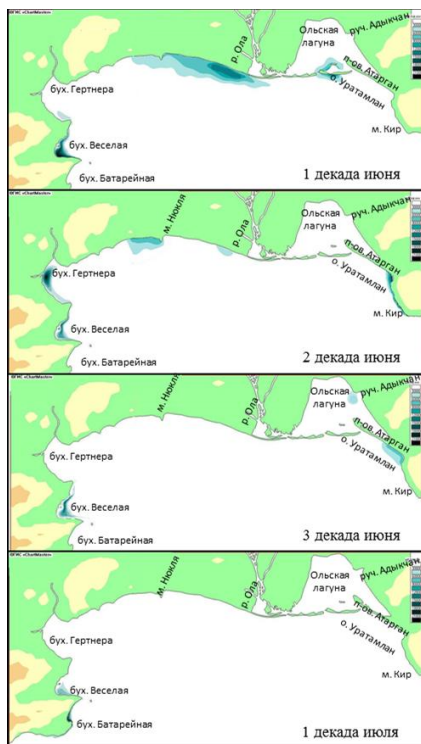 ФГИС «ChartMaster»
Ольская
лагуна
руч. Адыкчан
р. Ола
п-ов. Атарган
о. Уратамлан
бух. Гертнера
м. Кир
бух. Веселая
бух. Батарейная
1 декада июня
м. Нюкля
Ольская
лагуна
руч. Адыкчан
р. Ола
п-ов. Атарган
о. Уратамлан
бух. Гертнера
м. Кир
бух. Веселая
бух. Батарейная
2 декада июня
м. Нюкля
Ольская
лагуна
руч. Адыкчан
р. Ола
п-ов. Атарган
о. Уратамлан
бух. Гертнера
м. Кир
бух. Веселая
бух. Батарейная
3 декада июня
м. Нюкля
Ольская
лагуна
руч. Адыкчан
р. Ола
п-ов. Атарган
о. Уратамлан
бух. Гертнера
м. Кир
бух. Веселая
бух. Батарейная
1 декада июля